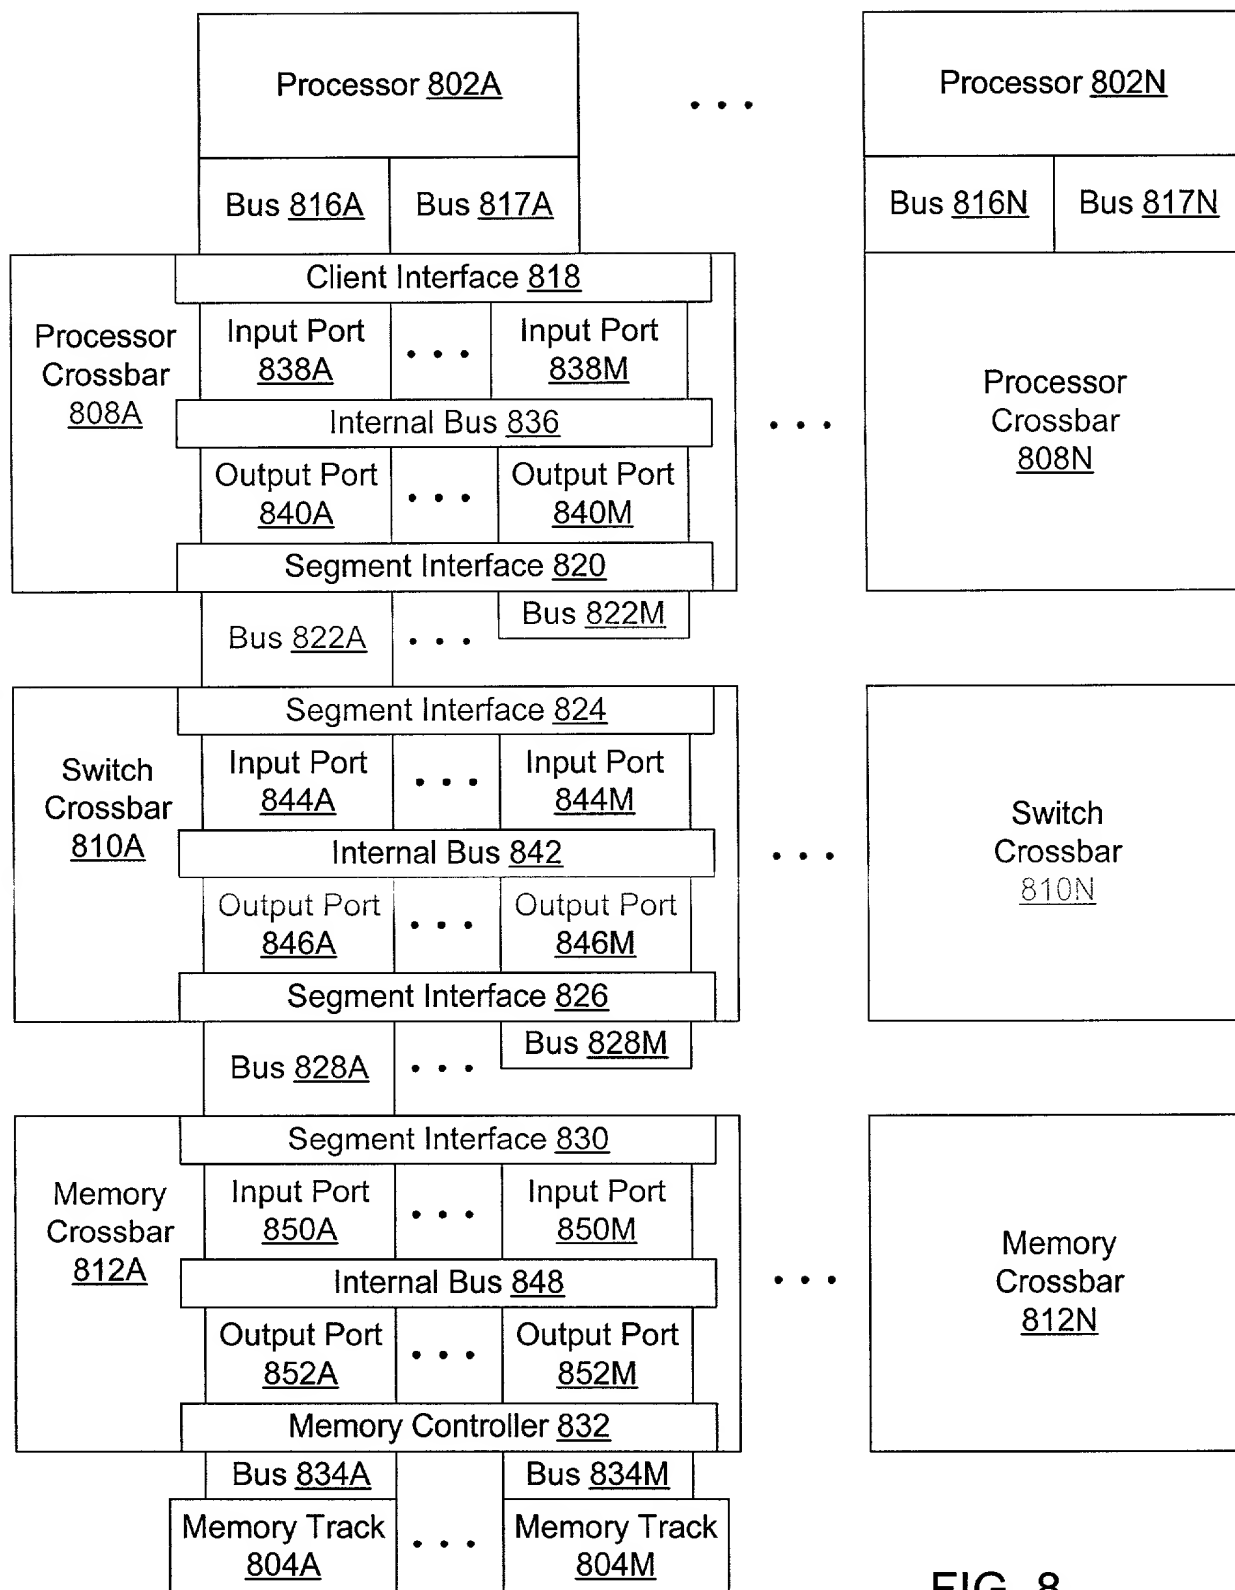 Processor 802A
Processor 802N
Bus 816A
Bus 817A
Bus 816N
Bus 817N
Client Interface 818
Processor
Crossbar
808A
Input Port
838A
Input Port
838M
Internal Bus 836
Output Port
840A
Output Port
840M
Segment Interface 820
Processor
Crossbar
808N
Bus 822A
Bus 822M
Segment Interface 824
Switch
Crossbar
810A
Input Port
844A
Input Port
844M
Internal Bus 842
Output Port
846A
Output Port
846M
Segment Interface 826
Switch
Crossbar
810N
Bus 828A
Bus 828M
Segment Interface 830
Memory
Crossbar
812A
Input Port
850A
Input Port
850M
Internal Bus 848
Output Port
852A
Output Port
852M
Memory Controller 832
Memory
Crossbar
812N
Bus 834A
Bus 834M
Memory Track
804A
Memory Track
804M
FIG. 8